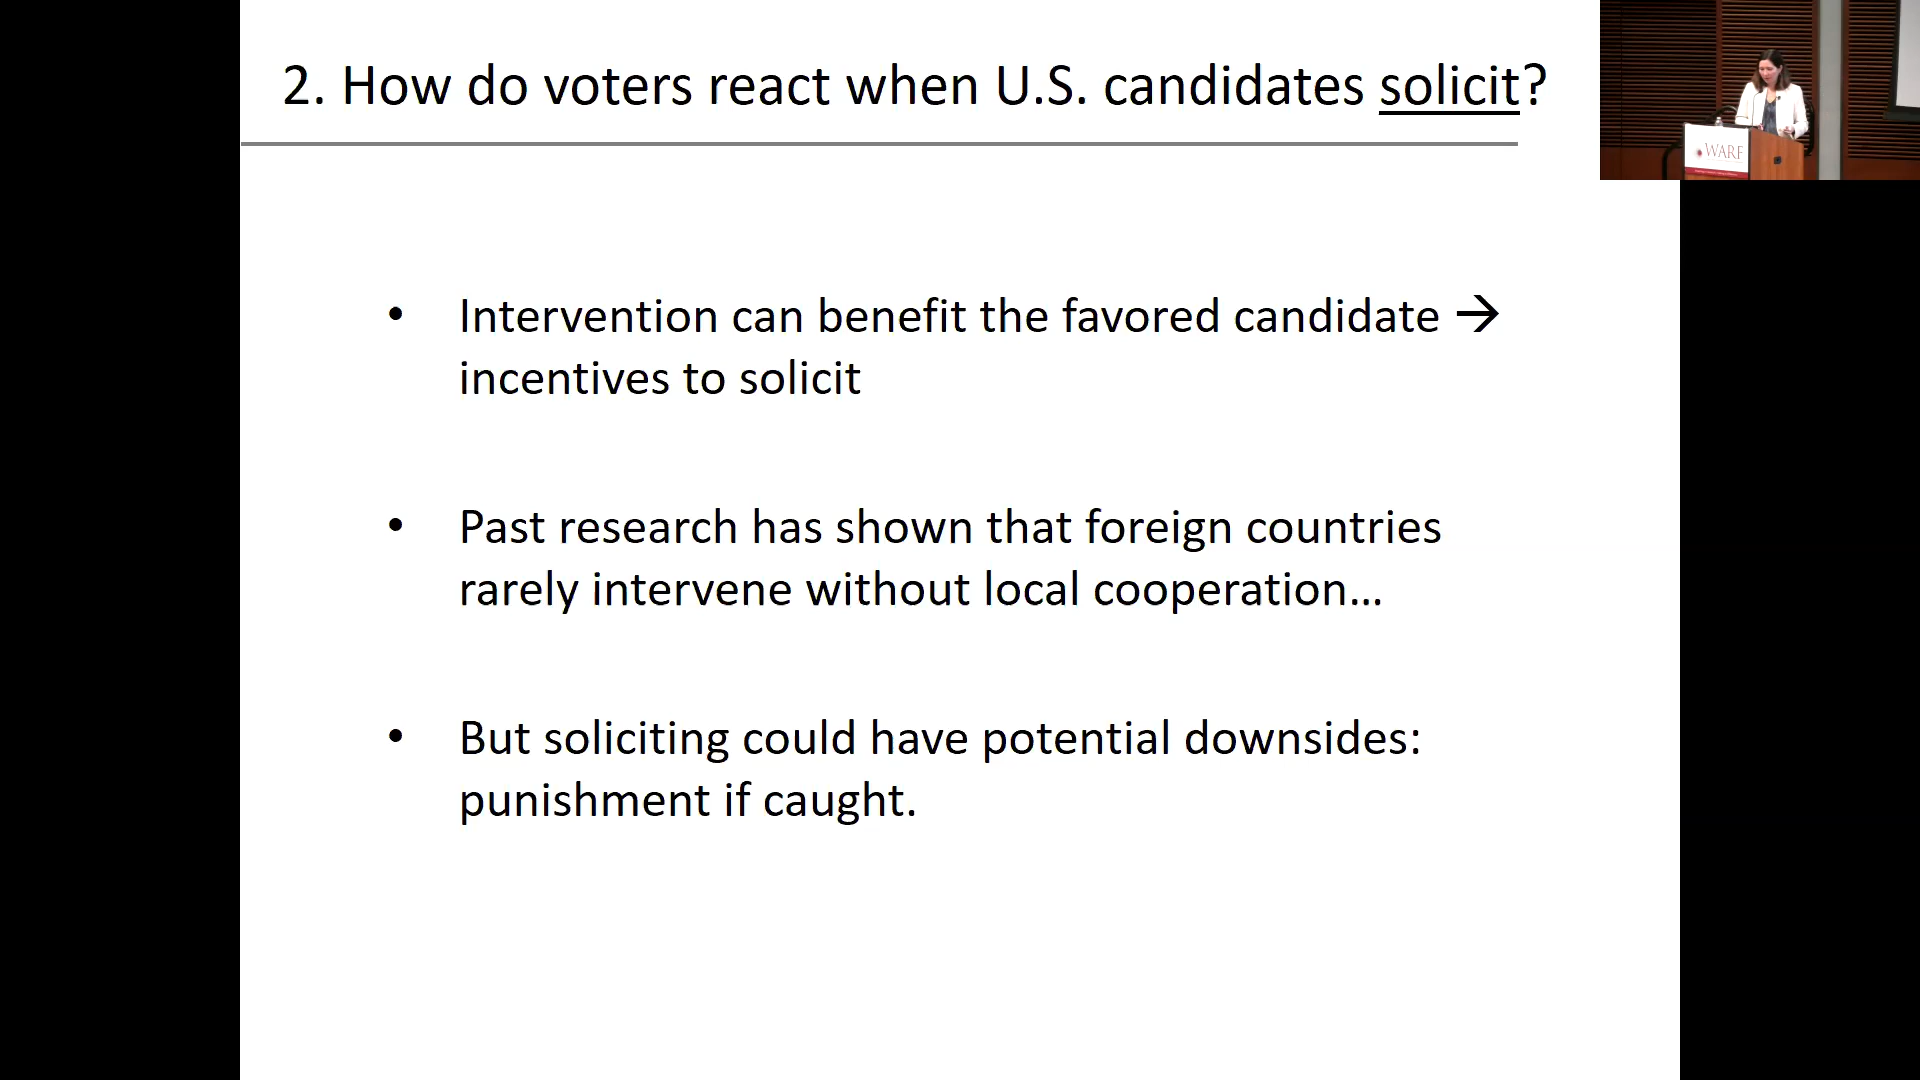 2. How do voters react when U.S. candidates solicit?
• Intervention can benefit the favored candidate →
incentives to solicit
• Past research has shown that foreign countries
rarely intervene without local cooperation...
• But soliciting could have potential downsides:
punishment if caught.
WARF